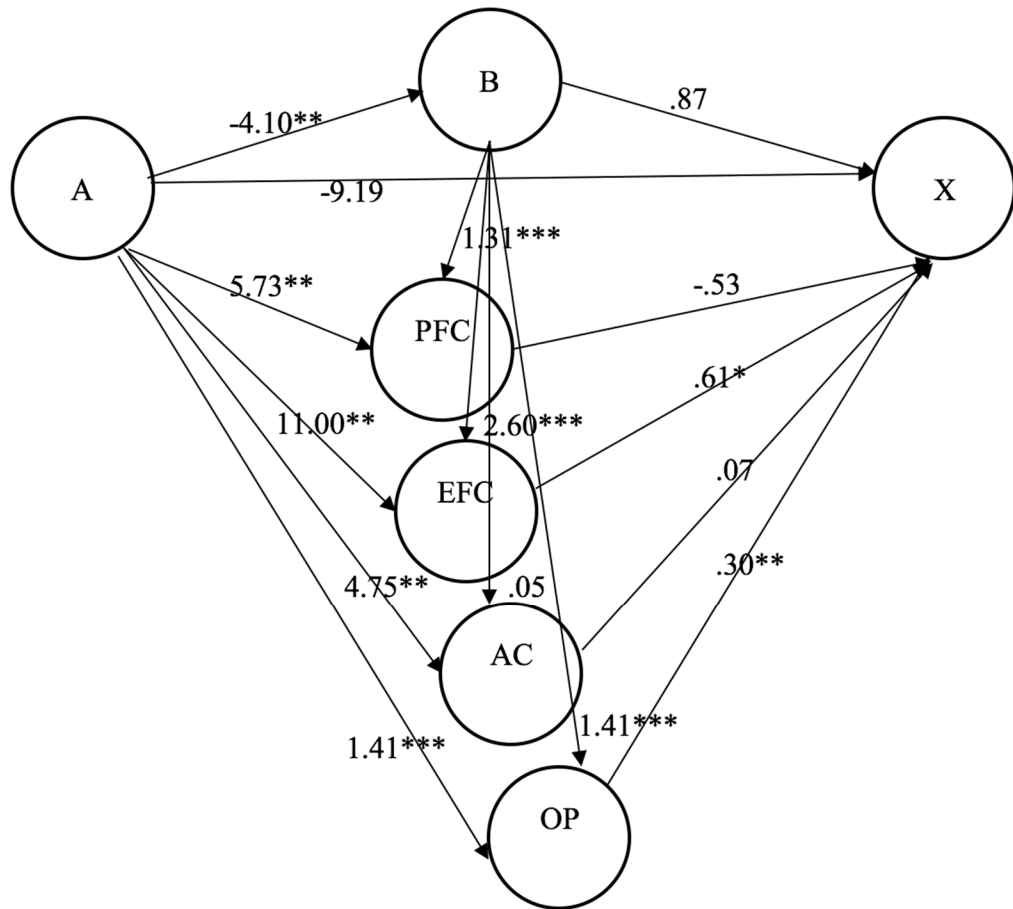 B
.87
-4.10**
A
-9.19
X
1.31***
5.73**
-.53
PFC
.61*
11.00**
2.60***
EFC
.07
4.75**
.05
.30**
AC
1.41***
1.41***
OP